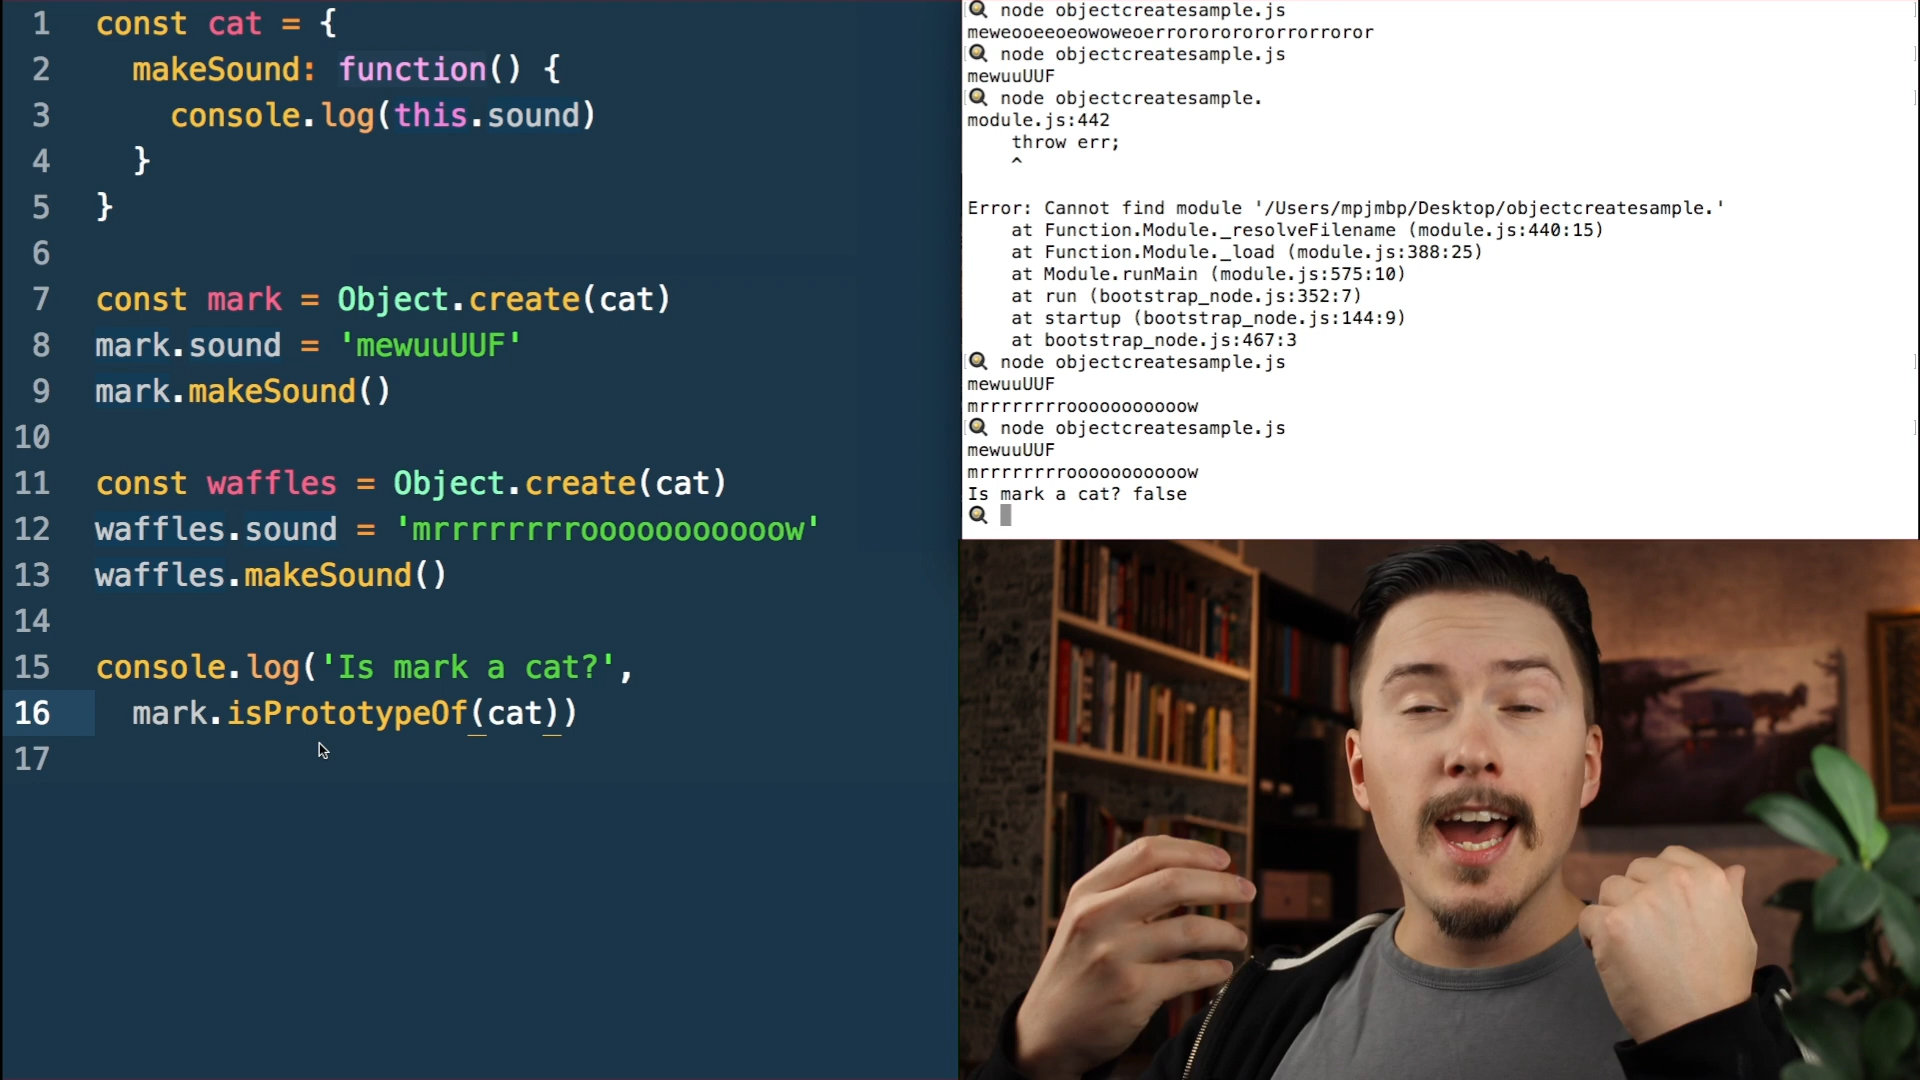 1 const cat = {
2 makeSound: function() {
3 console.log(this.sound)
4 }
5 }
6
7 const mark = Object.create(cat)
8 mark.sound = 'mewuuUUF'
9 mark.makeSound()
10
11 const waffles = Object.create(cat)
12 waffles.sound = 'mrrrrrrrrooooooooooow'
13 waffles.makeSound()
14
15 console.log('Is mark a cat?',
16 mark.isPrototypeOf(cat))
17
node objectcreatesample.js
meweooeeoeowoweoerrorororororrorroror
node objectcreatesample.js
mewuuUUF
node objectcreatesample.
module.js:442
throw err;
^
Error: Cannot find module '/Users/mpjmbp/Desktop/objectcreatesample.'
at Function.Module._resolveFilename (module.js:440:15)
at Function.Module._load (module.js:388:25)
at Module.runMain (module.js:575:10)
at run (bootstrap_node.js:352:7)
at startup (bootstrap_node.js:144:9)
at bootstrap_node.js:467:3
node objectcreatesample.js
mewuuUUF
mrrrrrrrrooooooooooow
node objectcreatesample.js
mewuuUUF
mrrrrrrrrooooooooooow
Is mark a cat? false